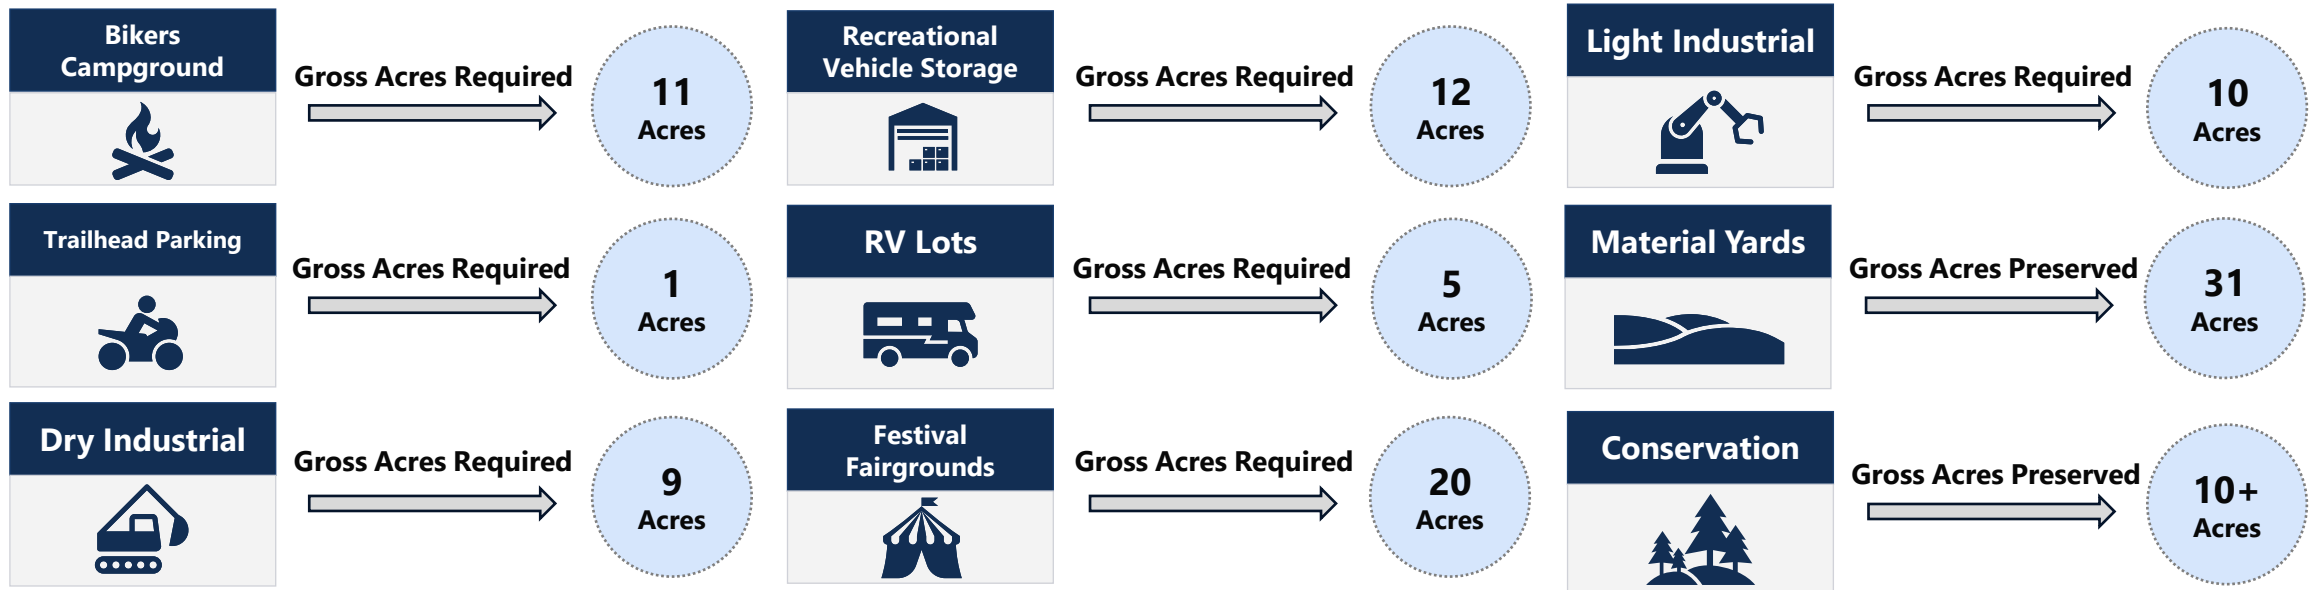 Bikers
Campground
Gross Acres Required
11
Acres
Recreational
Vehicle Storage
Gross Acres Required
12
Acres
Light Industrial
Gross Acres Required
10
Acres
Trailhead Parking
Gross Acres Required
1
Acres
RV Lots
Gross Acres Required
5
Acres
Material Yards
Gross Acres Preserved
31
Acres
Dry Industrial
Gross Acres Required
9
Acres
Festival
Fairgrounds
Gross Acres Required
20
Acres
Conservation
Gross Acres Preserved
10+
Acres